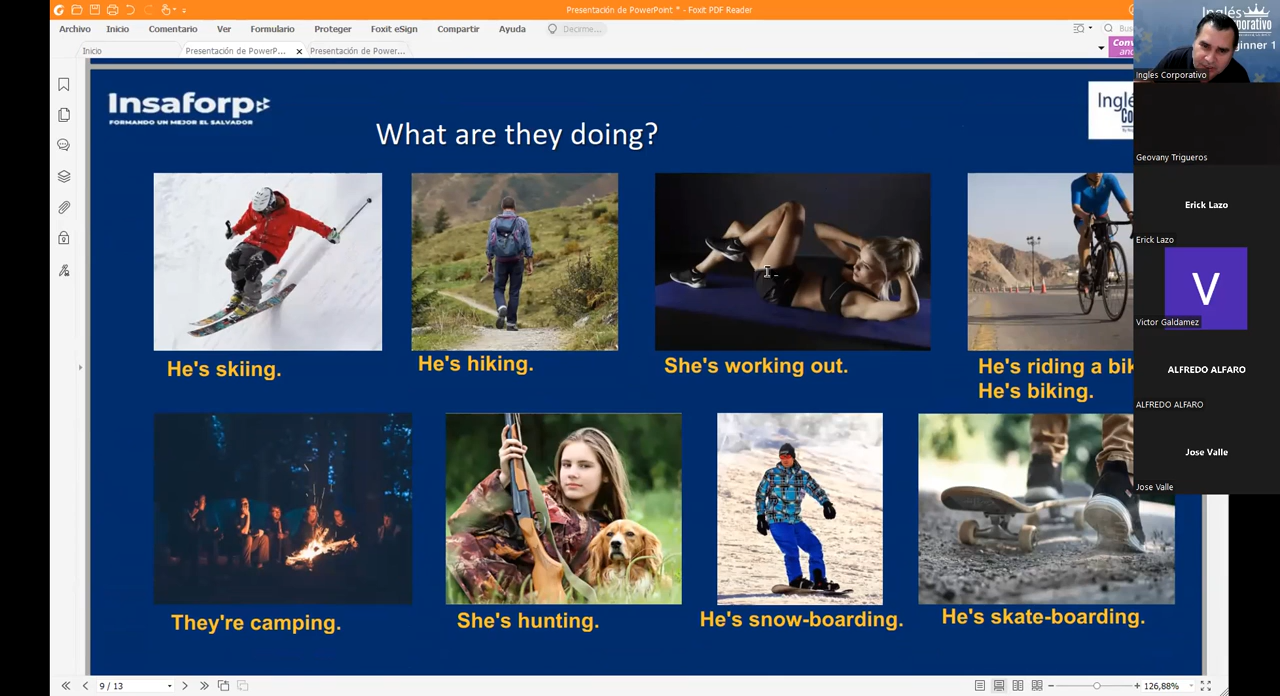 Presentación de PowerPoint * - Foxit PDF Reader
Archivo Inicio Comentario Ver Formulario Proteger Foxit eSign Compartir Ayuda Decirme...
Inicio Presentación de PowerP... Presentación de Power...
Insaforp
FORMANDO UN MEJOR EL SALVADOR
What are they doing?
He's skiing.
He's hiking.
She's working out.
He's riding a bik
He's biking.
They're camping.
She's hunting.
He's snow-boarding.
He's skate-boarding.
Inglés
ginner 1
Ingles Corporativo
Geovany Trigueros
Erick Lazo
Erick Lazo
V
Victor Galdamez
ALFREDO ALFARO
ALFREDO ALFARO
Jose Valle
Jose Valle
9 / 13
126,88%